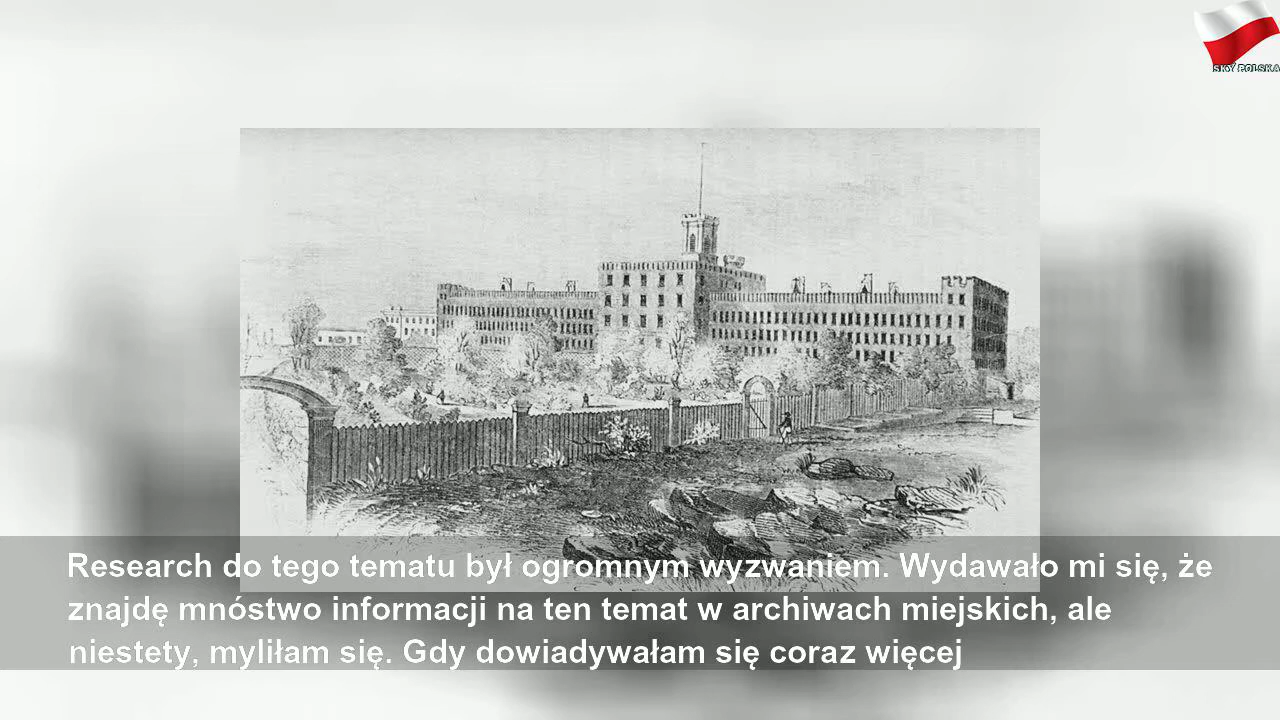 SKY POLSKA
Research do tego tematu był ogromnym wyzwaniem. Wydawało mi się, że
znajdę mnóstwo informacji na ten temat w archiwach miejskich, ale
niestety, myliłam się. Gdy dowiadywałam się coraz więcej